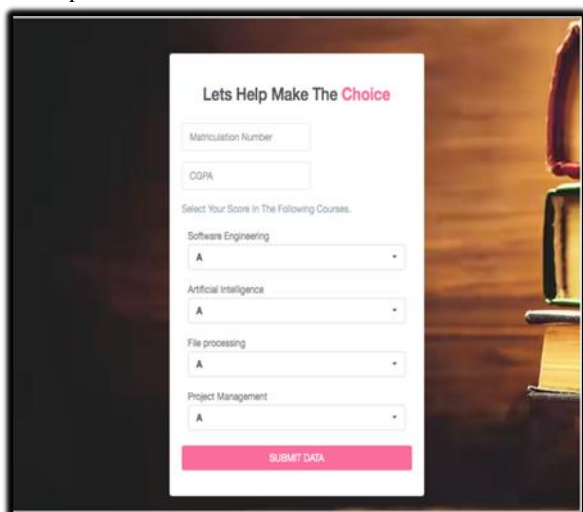 Lets Help Make The Choice
Matriculation Number
CGPA
Select Your Score In The Following Courses.
Software Engineering
A
Artificial Intelligence
A
File processing
A
Project Management
A
SUBMIT DATA